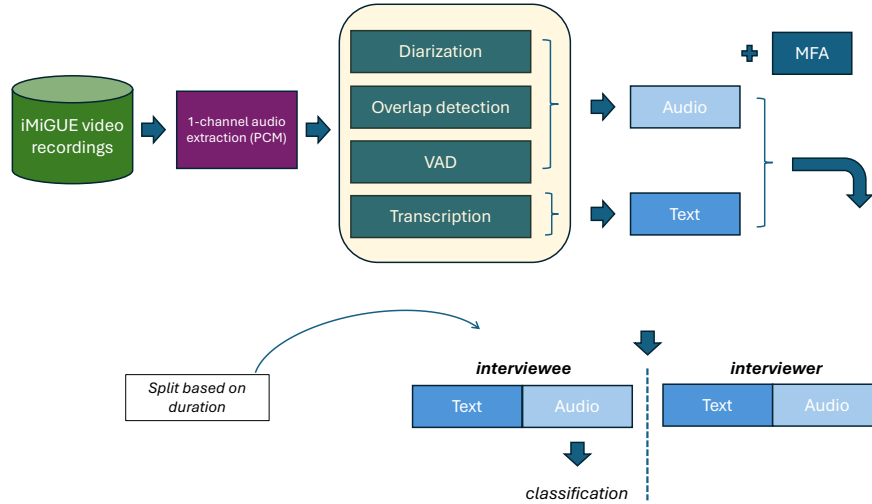 Diarization
MFA
iMiGUE video
recordings
1-channel audio
extraction (PCM)
Overlap detection
Audio
VAD
Transcription
Text
interviewee
interviewer
Split based on
duration
Text
Audio
Text
Audio
classification